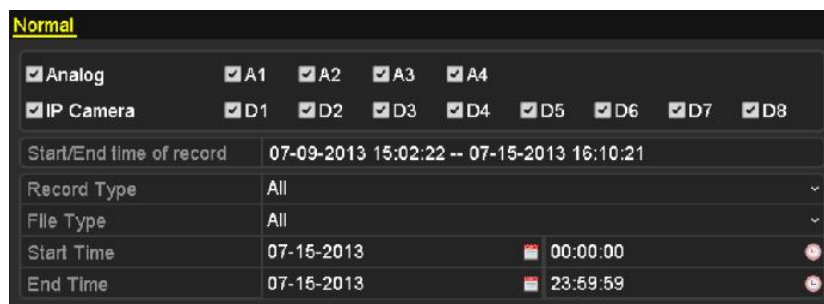 Normal
Analog A1 A2 A3 A4
IP Camera D1 D2 D3 D4 D5 D6 D7 D8
Start/End time of record 07-09-2013 15:02:22 -- 07-15-2013 16:10:21
Record Type All
File Type All
Start Time 07-15-2013 00:00:00
End Time 07-15-2013 23:59:59